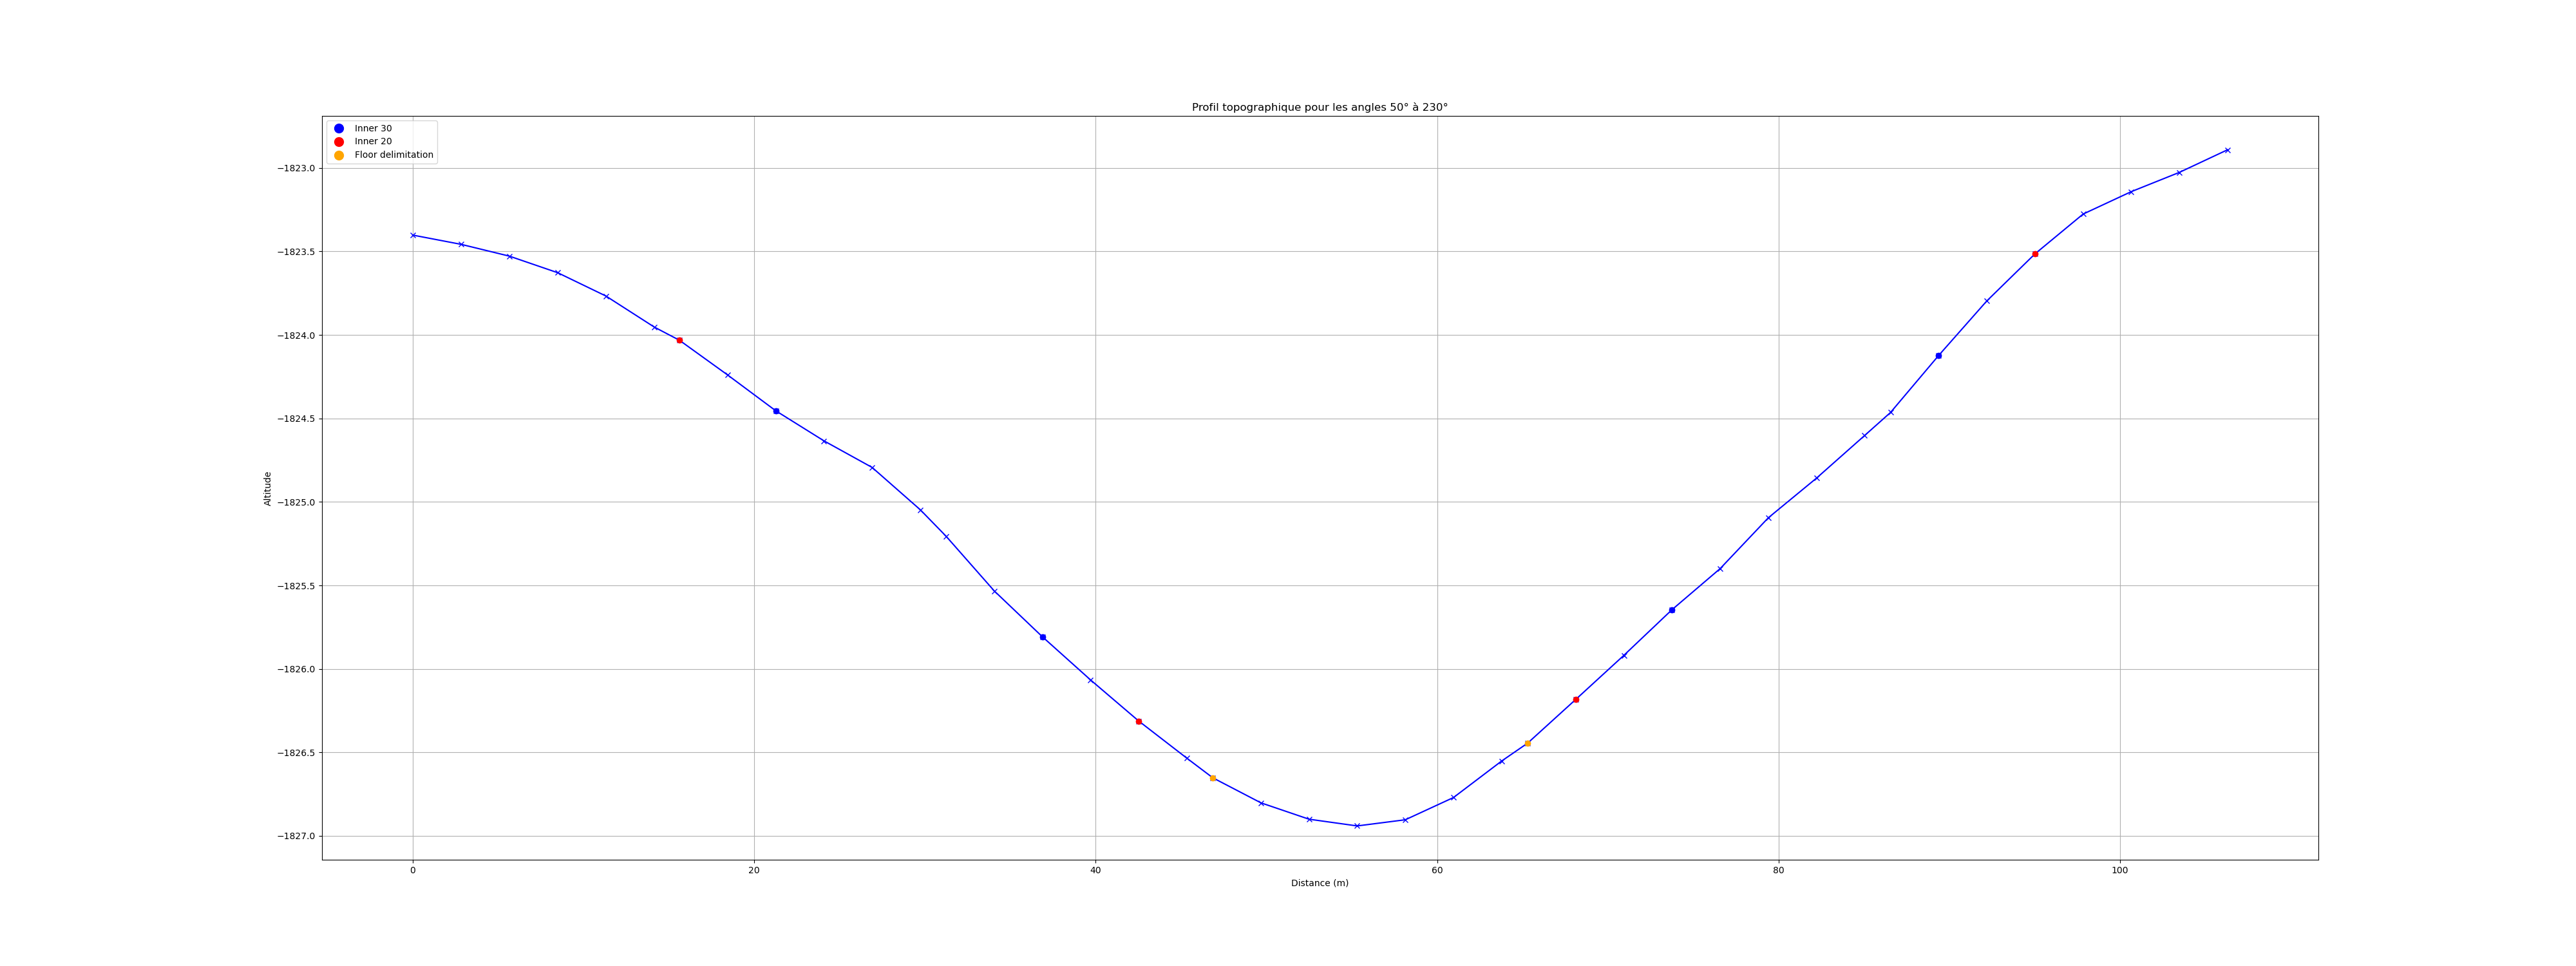 Profil topographique pour les angles 50° à 230°
Inner 30
Inner 20
Floor delimitation
−1823.0
−1823.5
−1824.0
−1824.5
−1825.0
−1825.5
−1826.0
−1826.5
−1827.0
Altitude
0 20 40 60 80 100
Distance (m)